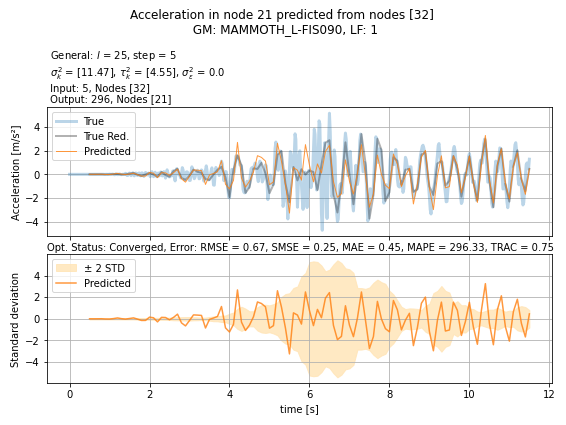 Acceleration in node 21 predicted from nodes [32]
GM: MAMMOTH_L-FIS090, LF: 1
General: l = 25, step = 5
σ²ₖ = [11.47], τ²ₖ = [4.55], σ²ε = 0.0
Input: 5, Nodes [32]
Output: 296, Nodes [21]
True
True Red.
Predicted
Acceleration [m/s²]
4
2
0
−2
−4
Opt. Status: Converged, Error: RMSE = 0.67, SMSE = 0.25, MAE = 0.45, MAPE = 296.33, TRAC = 0.75
± 2 STD
Predicted
Standard deviation
4
2
0
−2
−4
0 2 4 6 8 10 12
time [s]